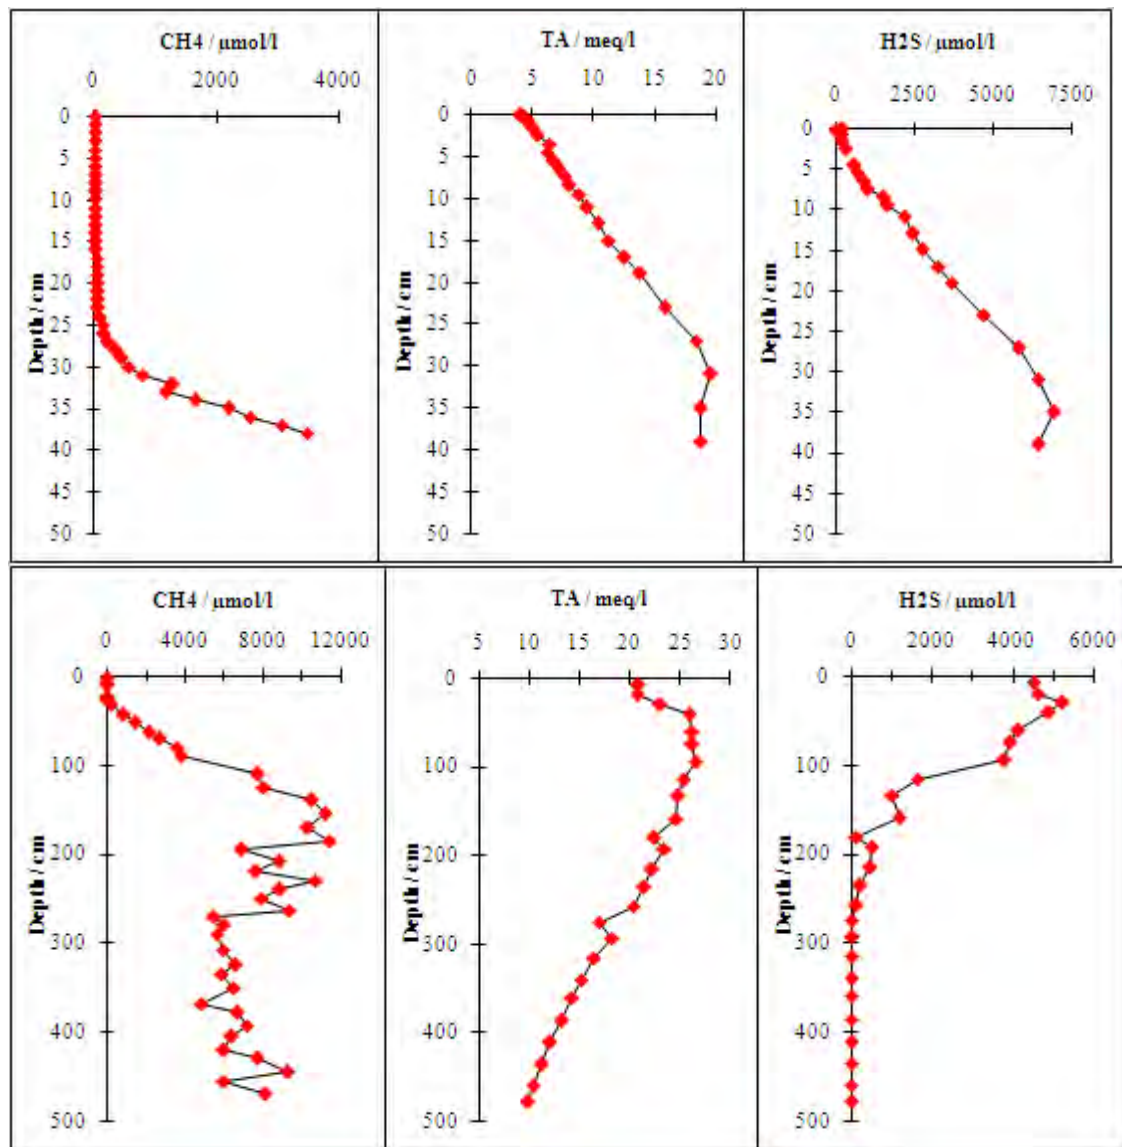 CH4 / µmol/l
0 2000 4000
0
5
10
15
20
25
30
35
40
45
50
Depth / cm
TA / meq/l
0 5 10 15 20
0
5
10
15
20
25
30
35
40
45
50
Depth / cm
H2S / µmol/l
0 2500 5000 7500
0
5
10
15
20
25
30
35
40
45
50
Depth / cm
CH4 / µmol/l
0 4000 8000 12000
0
100
200
300
400
500
Depth / cm
TA / meq/l
5 10 15 20 25 30
0
100
200
300
400
500
Depth / cm
H2S / µmol/l
0 2000 4000 6000
0
100
200
300
400
500
Depth / cm